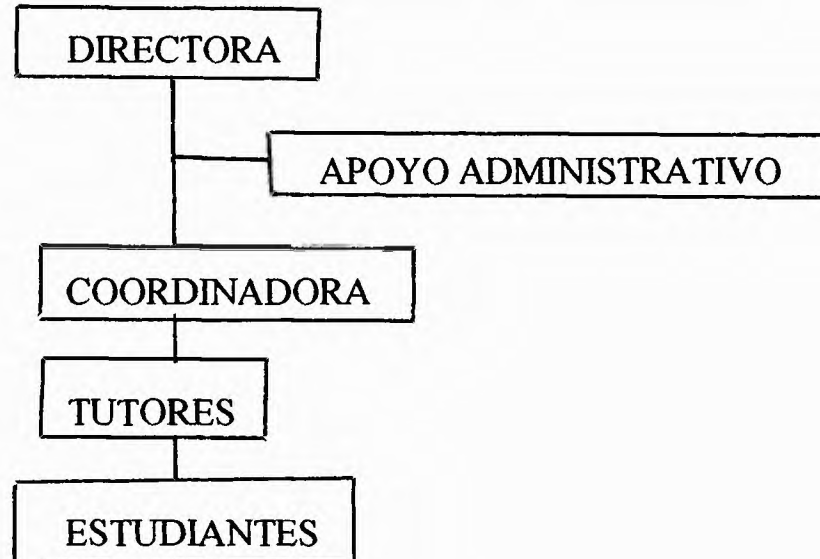 DIRECTORA
APOYO ADMINISTRATIVO
COORDINADORA
TUTORES
ESTUDIANTES